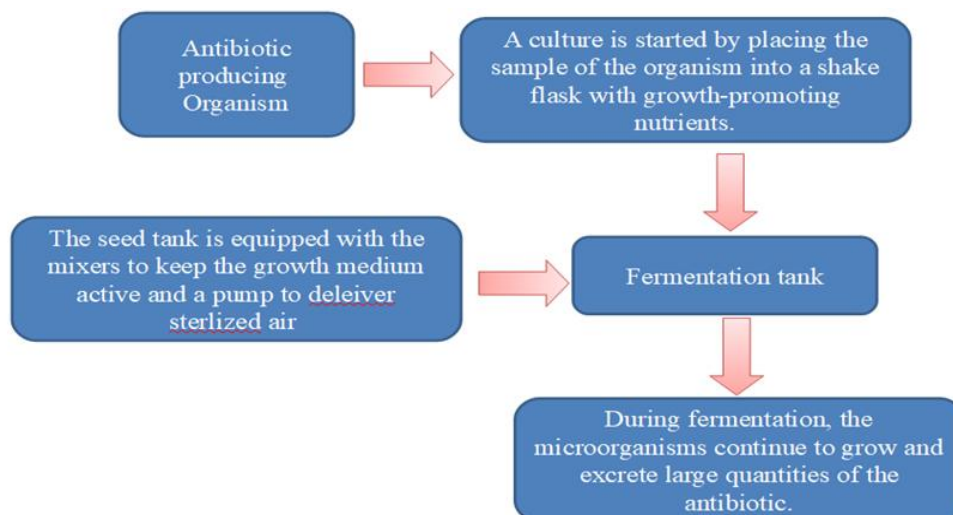 Antibiotic
producing
Organism
A culture is started by placing the
sample of the organism into a shake
flask with growth-promoting
nutrients.
The seed tank is equipped with the
mixers to keep the growth medium
active and a pump to deleiver
sterlized air
Fermentation tank
During fermentation, the
microorganisms continue to grow and
excrete large quantities of the
antibiotic.